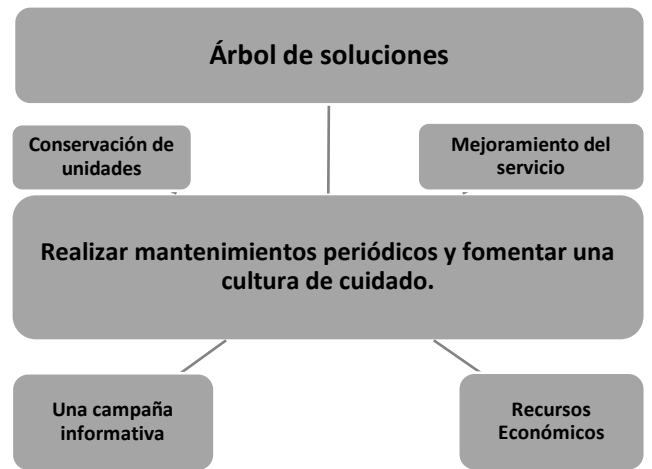 Árbol de soluciones
Conservación de
unidades
Mejoramiento del
servicio
Realizar mantenimientos periódicos y fomentar una
cultura de cuidado.
Una campaña
informativa
Recursos
Económicos